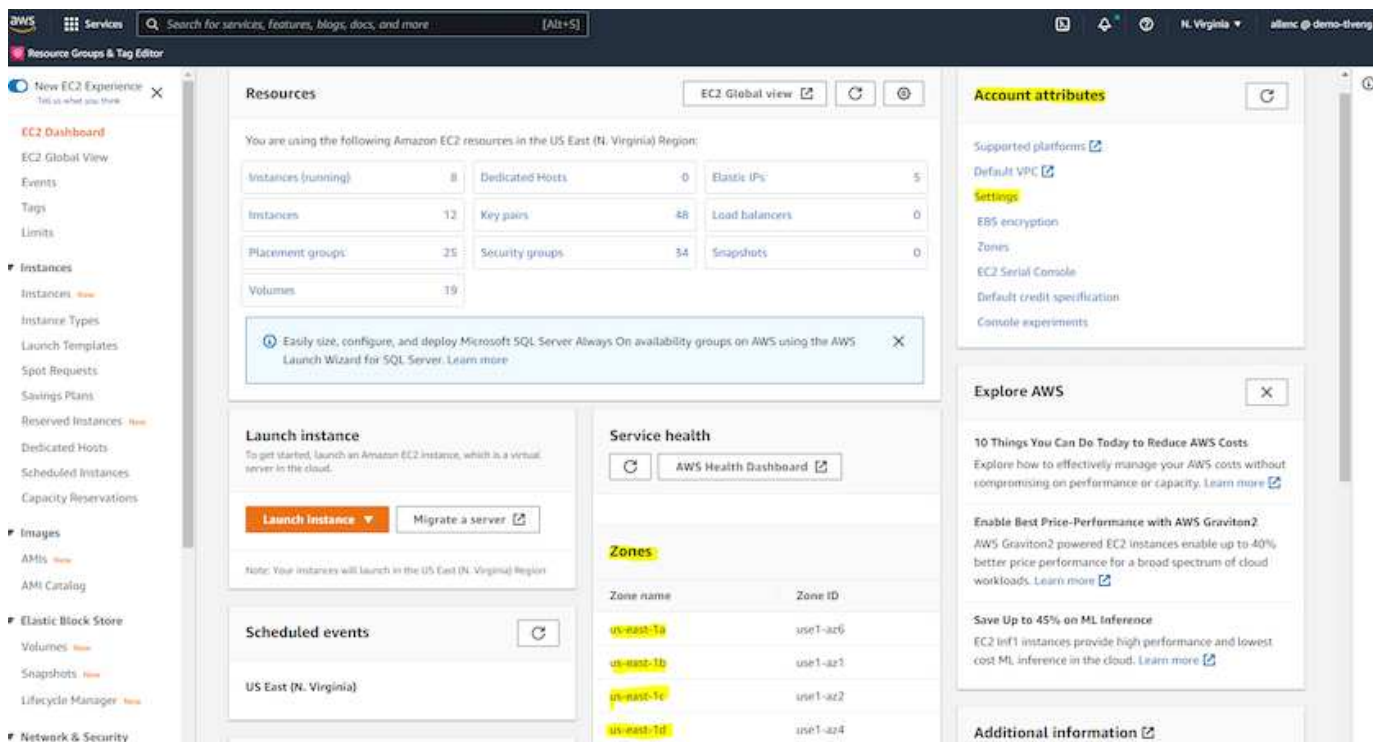 aws
Services
Search for services, features, blogs, docs, and more
[Alt+S]
N. Virginia ▼
allenc @ demo-tlveng
Resource Groups & Tag Editor
New EC2 Experience
Tell us what you think
EC2 Dashboard
EC2 Global View
Events
Tags
Limits
Instances
Instances New
Instance Types
Launch Templates
Spot Requests
Savings Plans
Reserved Instances New
Dedicated Hosts
Scheduled Instances
Capacity Reservations
Images
AMIs New
AMI Catalog
Elastic Block Store
Volumes New
Snapshots New
Lifecycle Manager New
Network & Security
Resources
EC2 Global view
You are using the following Amazon EC2 resources in the US East (N. Virginia) Region:
Instances (running) 8
Dedicated Hosts 0
Elastic IPs 5
Instances 12
Key pairs 48
Load balancers 0
Placement groups 25
Security groups 34
Snapshots 0
Volumes 19
Easily size, configure, and deploy Microsoft SQL Server Always On availability groups on AWS using the AWS
Launch Wizard for SQL Server. Learn more
Launch instance
To get started, launch an Amazon EC2 instance, which is a virtual
server in the cloud.
Launch Instance ▼
Migrate a server
Note: Your instances will launch in the US East (N. Virginia) Region
Scheduled events
US East (N. Virginia)
Service health
AWS Health Dashboard
Zones
Zone name Zone ID
us-east-1a use1-az6
us-east-1b use1-az1
us-east-1c use1-az2
us-east-1d use1-az4
Account attributes
Supported platforms
Default VPC
Settings
EBS encryption
Zones
EC2 Serial Console
Default credit specification
Console experiments
Explore AWS
10 Things You Can Do Today to Reduce AWS Costs
Explore how to effectively manage your AWS costs without
compromising on performance or capacity. Learn more
Enable Best Price-Performance with AWS Graviton2
AWS Graviton2 powered EC2 instances enable up to 40%
better price performance for a broad spectrum of cloud
workloads. Learn more
Save Up to 45% on ML Inference
EC2 Inf1 instances provide high performance and lowest
cost ML inference in the cloud. Learn more
Additional information